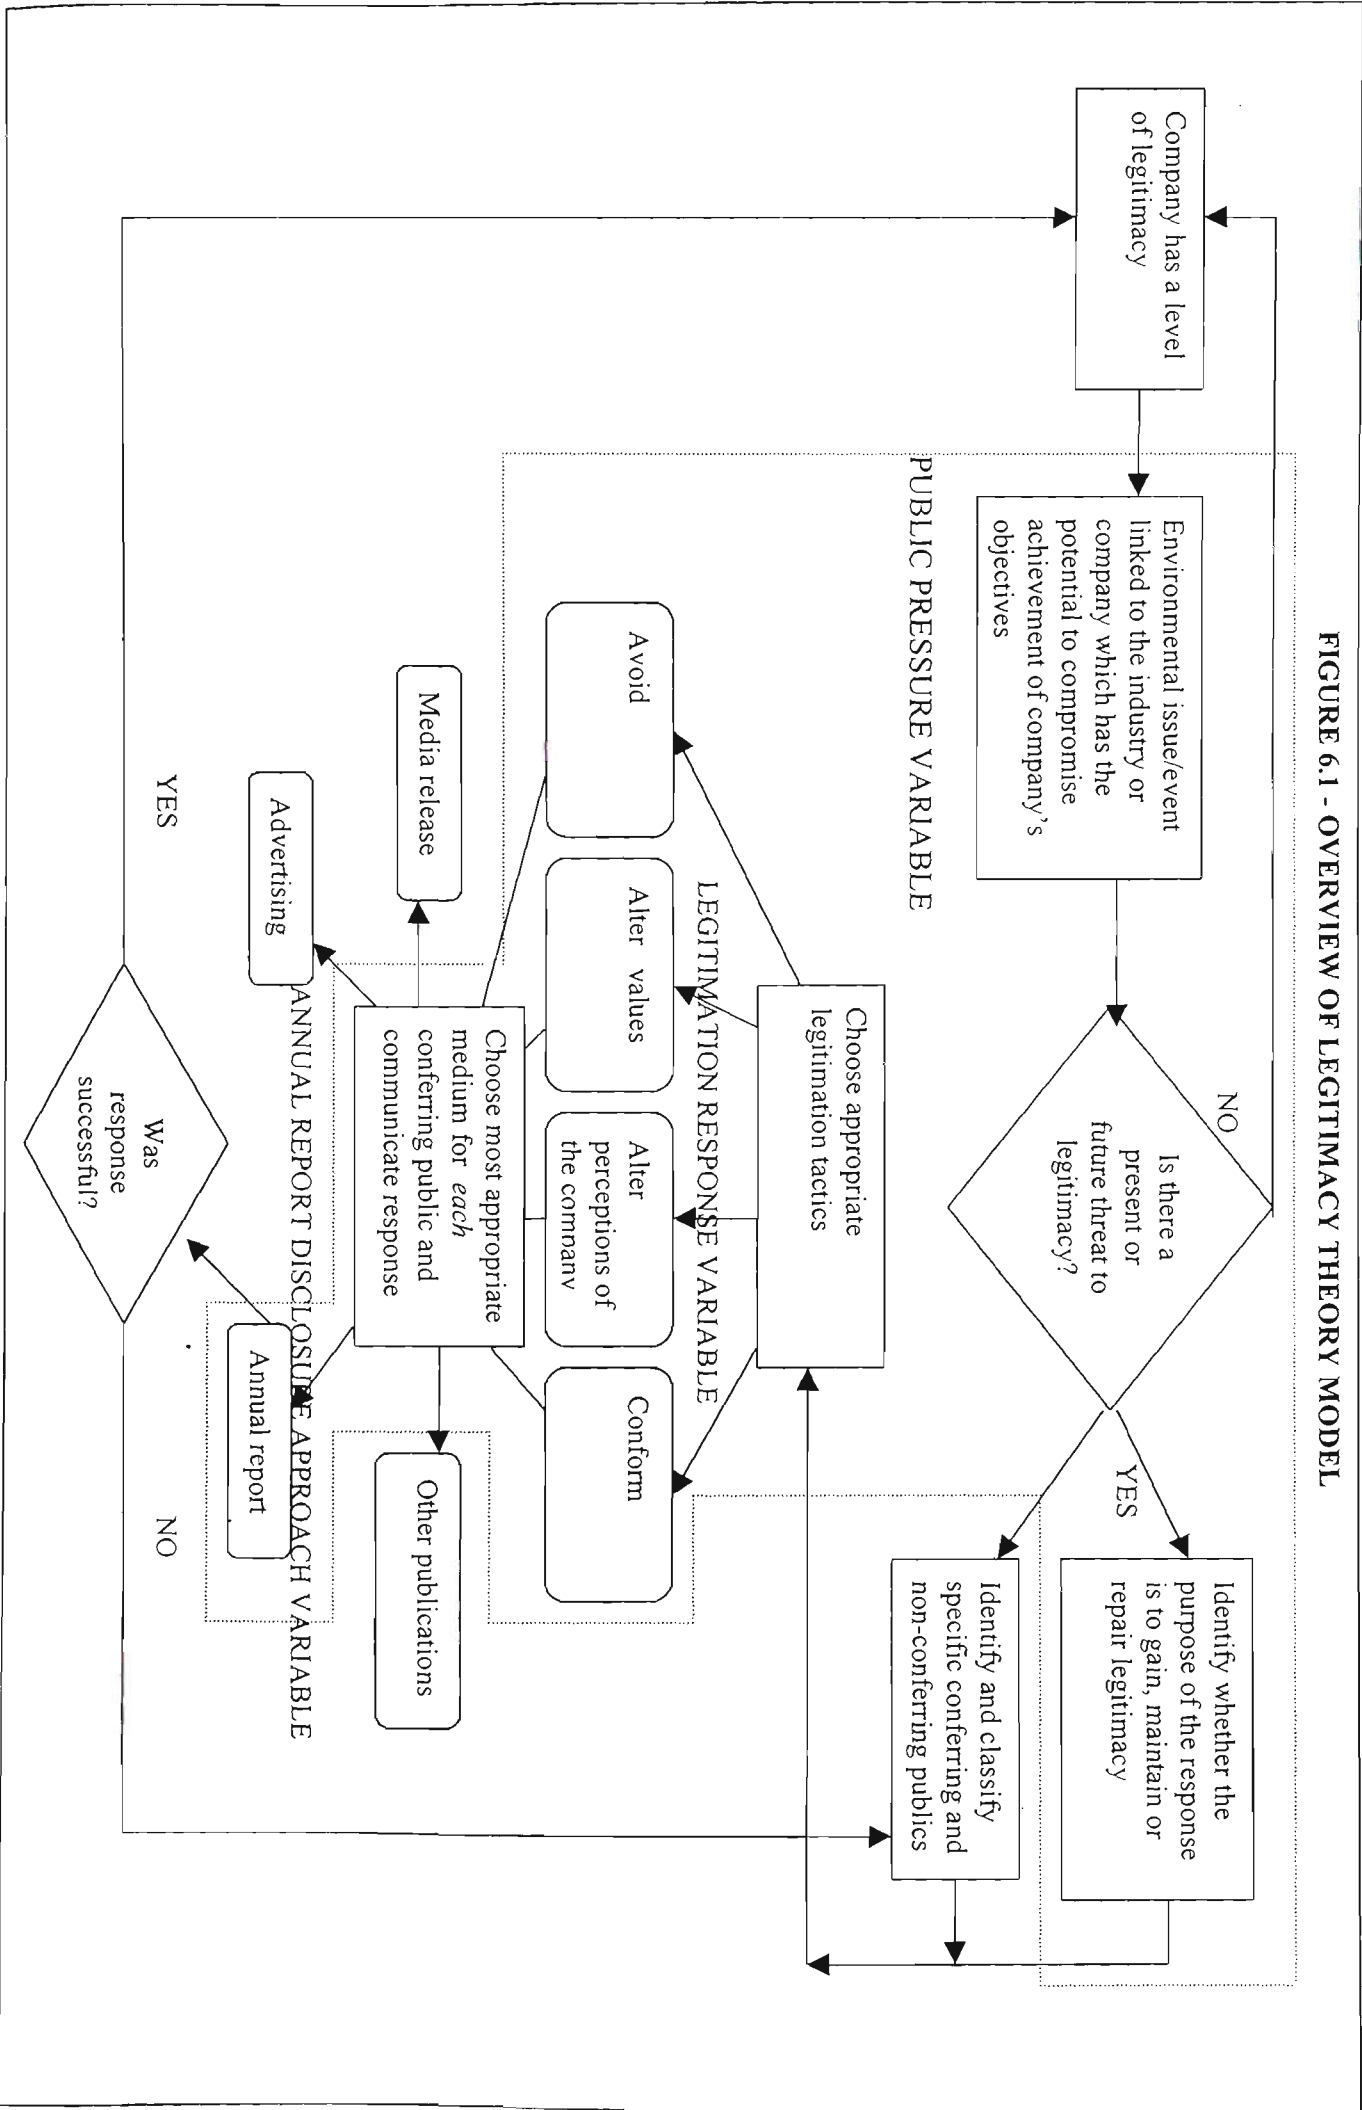 FIGURE 6.1 - OVERVIEW OF LEGITIMACY THEORY MODEL
Company has a level
of legitimacy
Environmental issue/event
linked to the industry or
company which has the
potential to compromise
achievement of company's
objectives
PUBLIC PRESSURE VARIABLE
NO
Is there a
present or
future threat to
legitimacy?
YES
Identify whether the
purpose of the response
is to gain, maintain or
repair legitimacy
Identify and classify
specific conferring and
non-conferring publics
Choose appropriate
legitimation tactics
LEGITIMATION RESPONSE VARIABLE
Avoid
Alter values
Alter
perceptions of
the company
Conform
Choose most appropriate
medium for each
conferring public and
communicate response
Media release
Advertising
Other publications
Annual report
ANNUAL REPORT DISCLOSURE APPROACH VARIABLE
YES
Was
response
successful?
NO